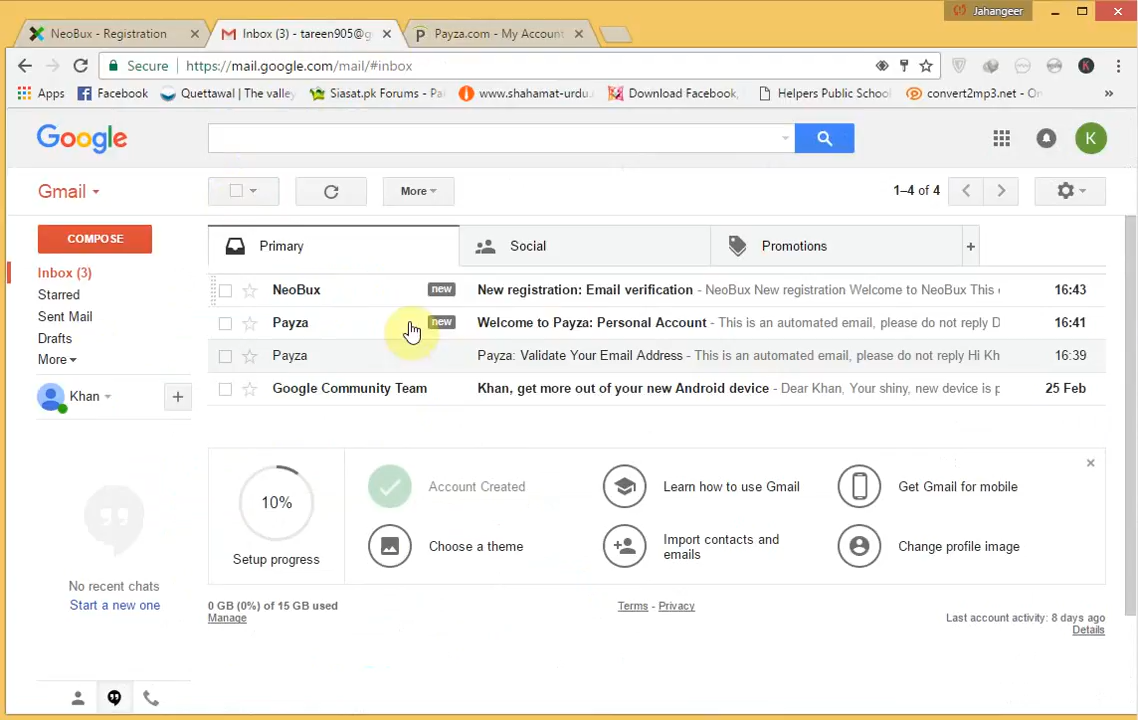 Jahangeer
NeoBux - Registration
Inbox (3) - tareen905@g
Payza.com - My Account
Secure
https://mail.google.com/mail/#inbox
Apps
Facebook
Quettawal | The valley
Siasat.pk Forums - Pa
www.shahamat-urdu.
Download Facebook,
Helpers Public School
convert2mp3.net - On
»
Google
K
Gmail
More
1–4 of 4
COMPOSE
Primary
Social
Promotions
+
Inbox (3)
Starred
Sent Mail
Drafts
More
NeoBux new New registration: Email verification - NeoBux New registration Welcome to NeoBux This 16:43
Payza new Welcome to Payza: Personal Account - This is an automated email, please do not reply D 16:41
Payza Payza: Validate Your Email Address - This is an automated email, please do not reply Hi Kh 16:39
Google Community Team Khan, get more out of your new Android device - Dear Khan, Your shiny, new device is p 25 Feb
Khan
+
10%
Setup progress
Account Created
Learn how to use Gmail
Get Gmail for mobile
Choose a theme
Import contacts and
emails
Change profile image
No recent chats
Start a new one
0 GB (0%) of 15 GB used
Manage
Terms - Privacy
Last account activity: 8 days ago
Details